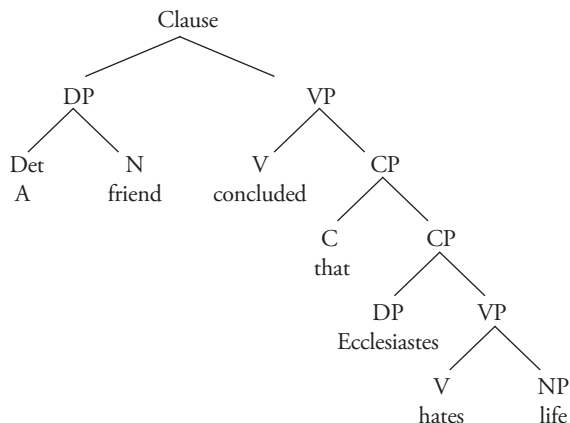 Clause
DP VP
Det N V CP
A friend concluded
C CP
that
DP VP
Ecclesiastes
V NP
hates life